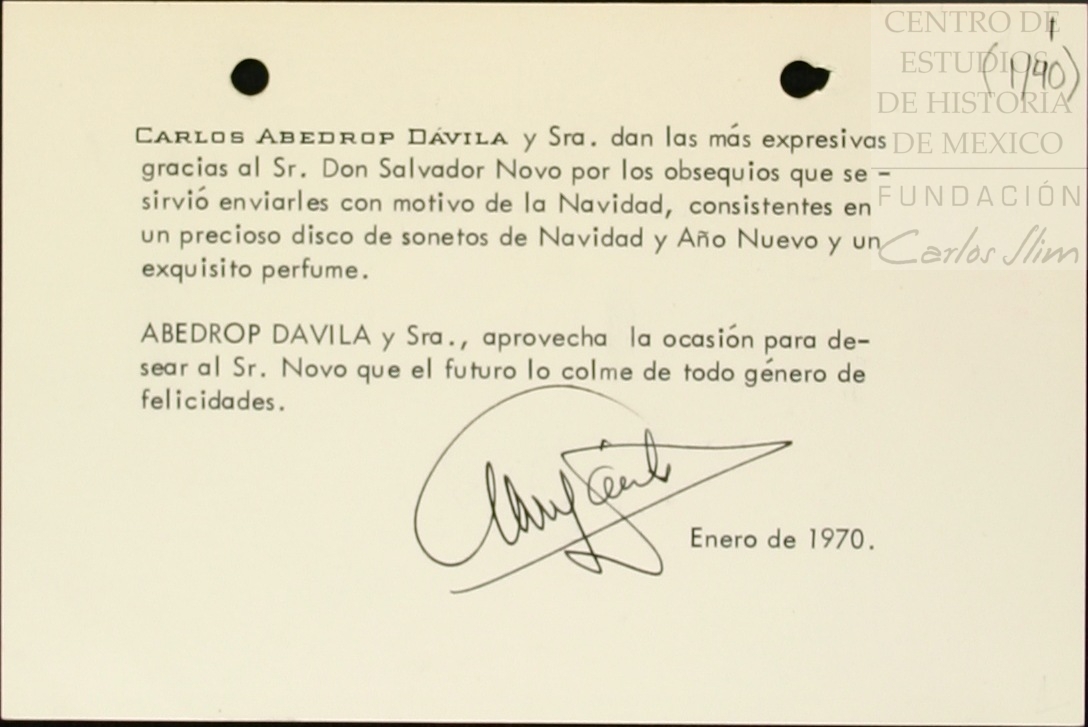 CENTRO DE
ESTUDIOS
DE HISTORIA
DE MEXICO
FUNDACIÓN
Carlos Slim
(1/90)
CARLOS ABEDROP DÁVILA y Sra. dan las más expresivas
gracias al Sr. Don Salvador Novo por los obsequios que se -
sirvió enviarles con motivo de la Navidad, consistentes en
un precioso disco de sonetos de Navidad y Año Nuevo y un
exquisito perfume.
ABEDROP DAVILA y Sra., aprovecha la ocasión para de-
sear al Sr. Novo que el futuro lo colme de todo género de
felicidades.
Enero de 1970.